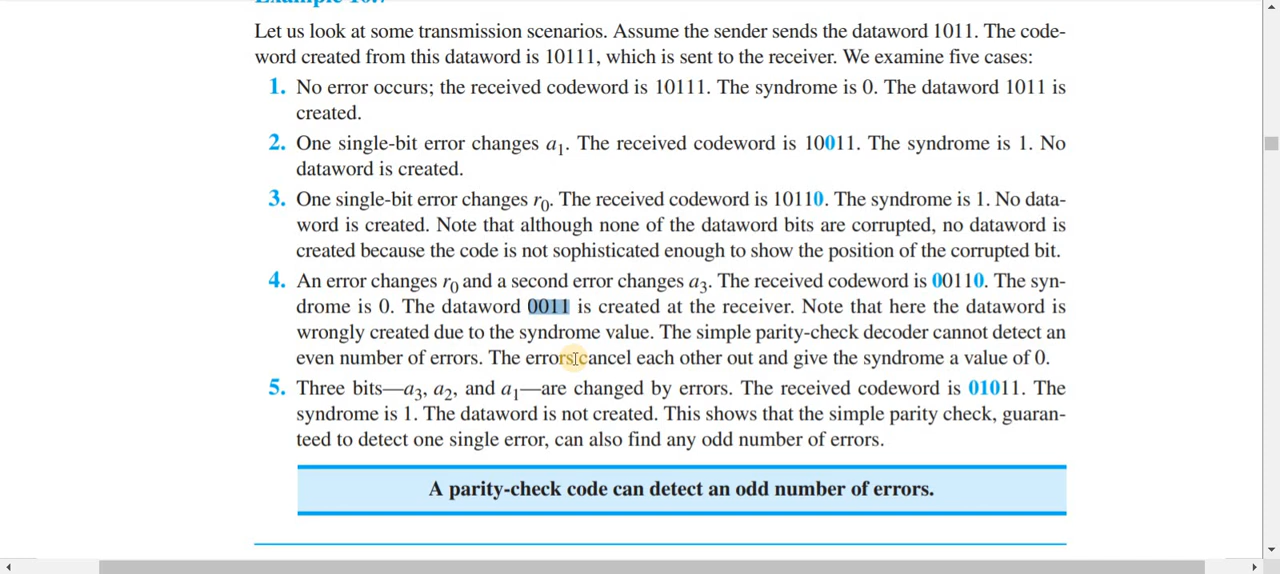 Let us look at some transmission scenarios. Assume the sender sends the dataword 1011. The code-
word created from this dataword is 10111, which is sent to the receiver. We examine five cases:
1. No error occurs; the received codeword is 10111. The syndrome is 0. The dataword 1011 is
created.
2. One single-bit error changes a₁. The received codeword is 10011. The syndrome is 1. No
dataword is created.
3. One single-bit error changes r₀. The received codeword is 10110. The syndrome is 1. No data-
word is created. Note that although none of the dataword bits are corrupted, no dataword is
created because the code is not sophisticated enough to show the position of the corrupted bit.
4. An error changes r₀ and a second error changes a₃. The received codeword is 00110. The syn-
drome is 0. The dataword 0011 is created at the receiver. Note that here the dataword is
wrongly created due to the syndrome value. The simple parity-check decoder cannot detect an
even number of errors. The errors cancel each other out and give the syndrome a value of 0.
5. Three bits—a₃, a₂, and a₁—are changed by errors. The received codeword is 01011. The
syndrome is 1. The dataword is not created. This shows that the simple parity check, guaran-
teed to detect one single error, can also find any odd number of errors.
A parity-check code can detect an odd number of errors.